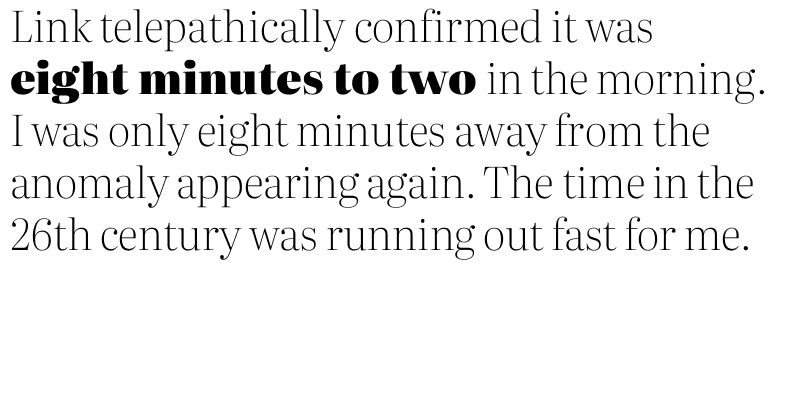 Link telepathically confirmed it was
eight minutes to two in the morning.
I was only eight minutes away from the
anomaly appearing again. The time in the
26th century was running out fast for me.